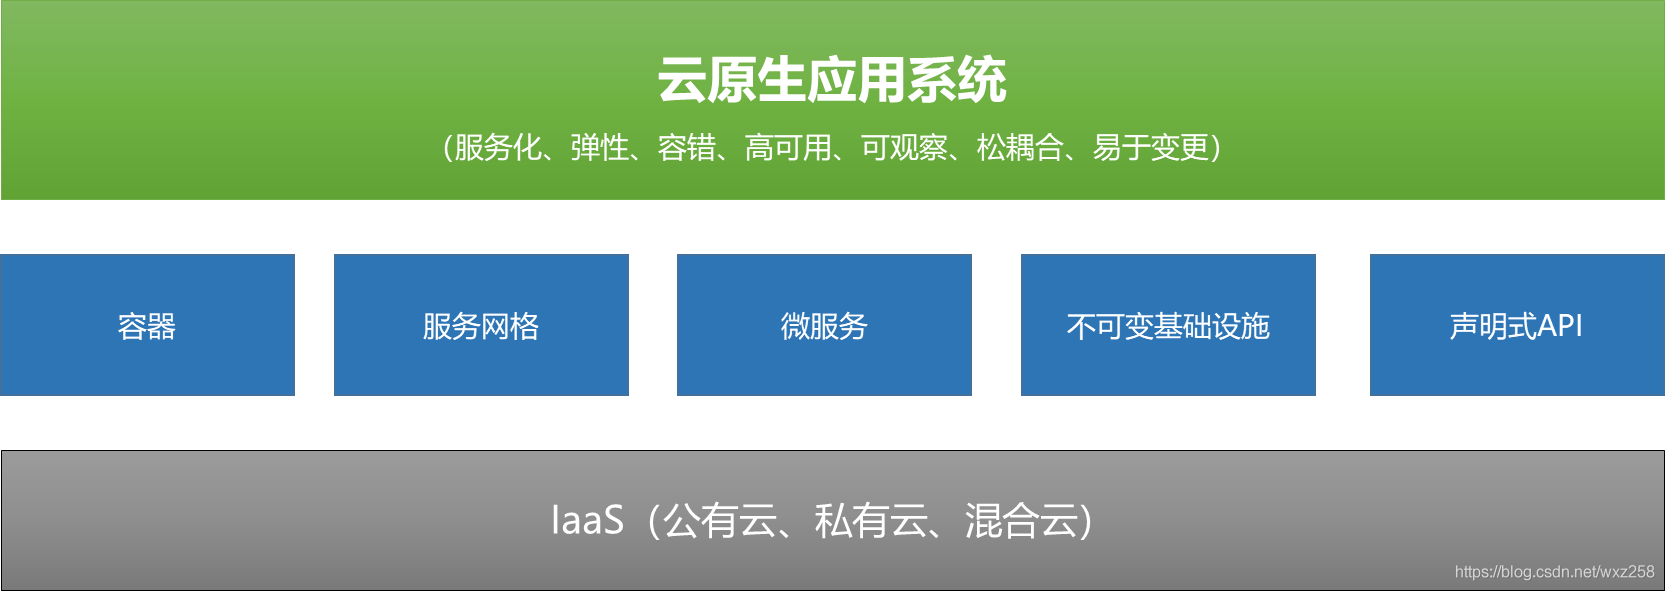 云原生应用系统
（服务化、弹性、容错、高可用、可观察、松耦合、易于变更）
容器
服务网格
微服务
不可变基础设施
声明式API
IaaS（公有云、私有云、混合云）
https://blog.csdn.net/wxz258